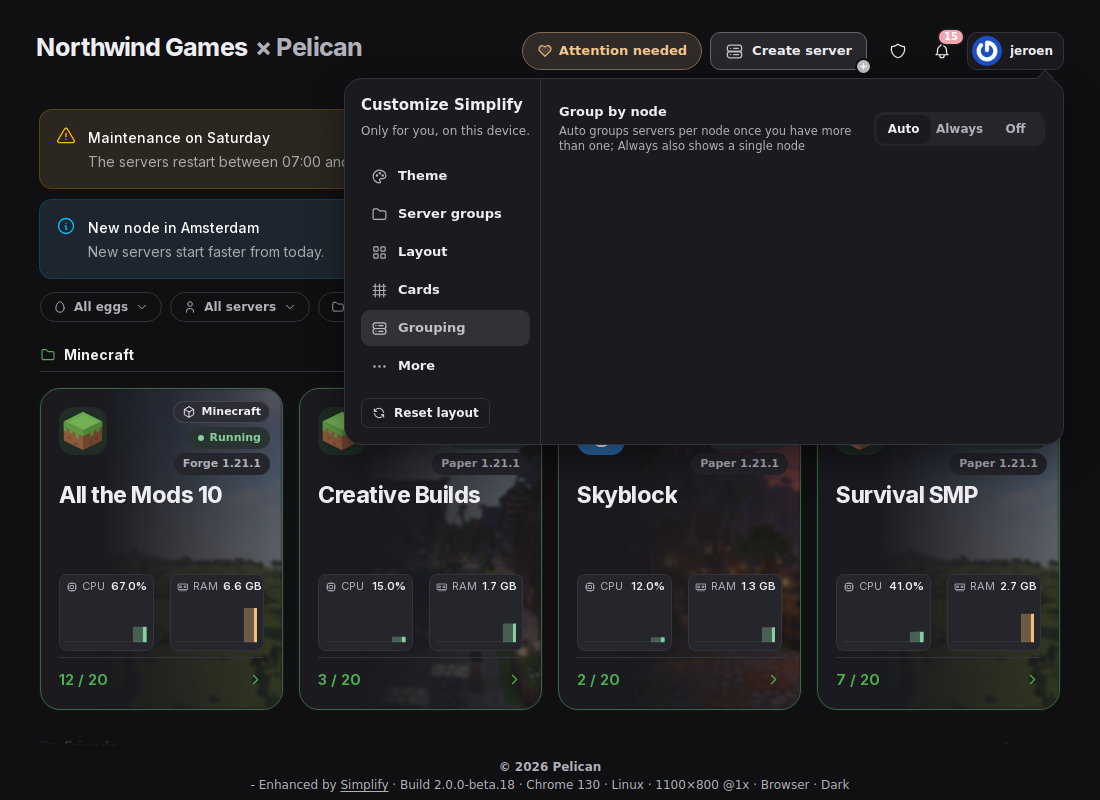 Northwind Games × Pelican
Attention needed
Create server
15
jeroen
Maintenance on Saturday
The servers restart between 07:00 and
New node in Amsterdam
New servers start faster from today.
All eggs
All servers
Customize Simplify
Only for you, on this device.
Theme
Server groups
Layout
Cards
Grouping
More
Reset layout
Group by node
Auto groups servers per node once you have more
than one; Always also shows a single node
Auto
Always
Off
Minecraft
Minecraft
Running
Forge 1.21.1
All the Mods 10
CPU 67.0%
RAM 6.6 GB
12 / 20
Paper 1.21.1
Creative Builds
CPU 15.0%
RAM 1.7 GB
3 / 20
Paper 1.21.1
Skyblock
CPU 12.0%
RAM 1.3 GB
2 / 20
Paper 1.21.1
Survival SMP
CPU 41.0%
RAM 2.7 GB
7 / 20
Friends
© 2026 Pelican
- Enhanced by Simplify · Build 2.0.0-beta.18 · Chrome 130 · Linux · 1100×800 @1x · Browser · Dark